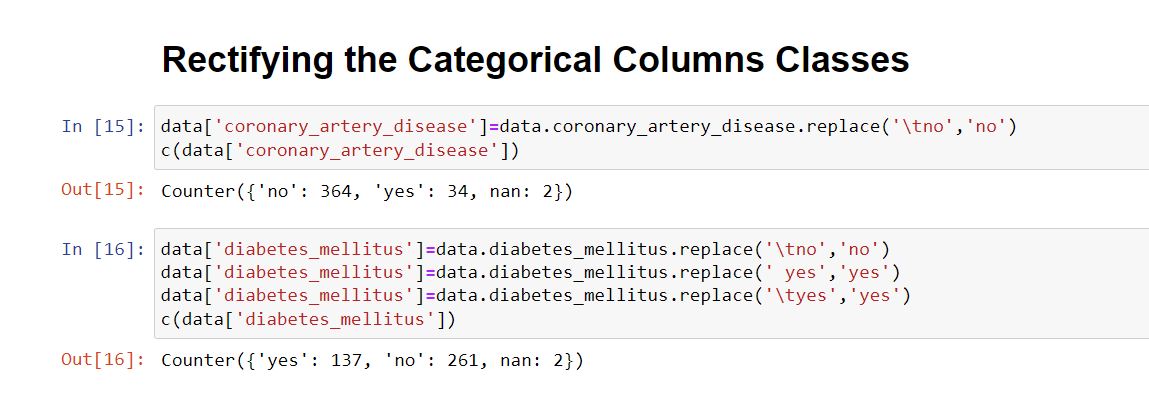 Rectifying the Categorical Columns Classes
In [15]: data['coronary_artery_disease']=data.coronary_artery_disease.replace('\tno','no')
c(data['coronary_artery_disease'])
Out[15]: Counter({'no': 364, 'yes': 34, nan: 2})
In [16]: data['diabetes_mellitus']=data.diabetes_mellitus.replace('\tno','no')
data['diabetes_mellitus']=data.diabetes_mellitus.replace(' yes','yes')
data['diabetes_mellitus']=data.diabetes_mellitus.replace('\tyes','yes')
c(data['diabetes_mellitus'])
Out[16]: Counter({'yes': 137, 'no': 261, nan: 2})